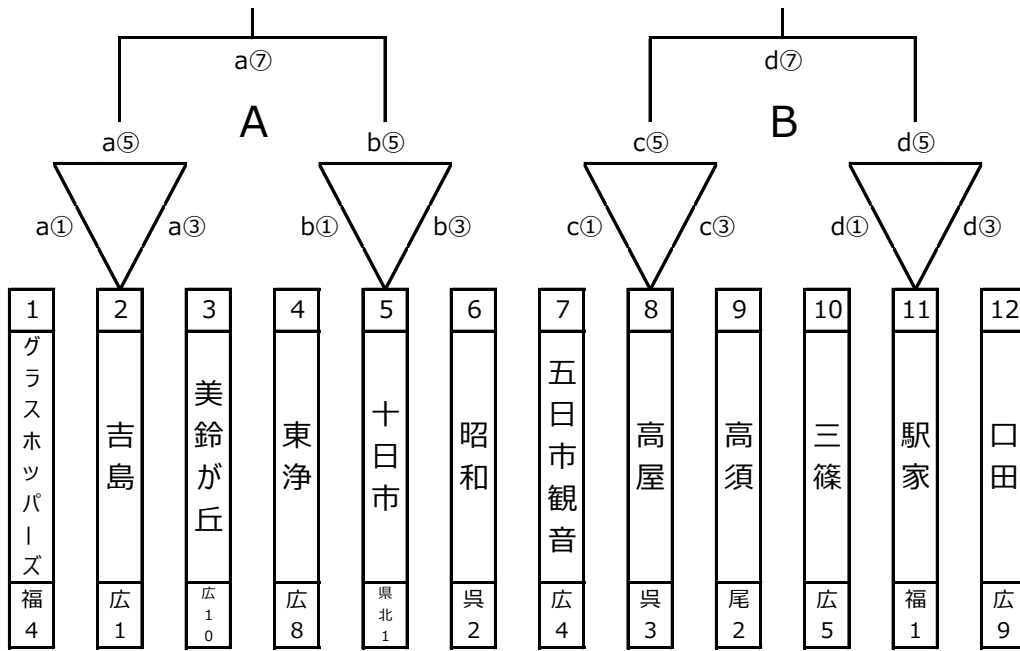 a⑦ d⑦
A B
a⑤ b⑤ c⑤ d⑤
a① a③ b① b③ c① c③ d① d③
1 2 3 4 5 6 7 8 9 10 11 12
グラスホッパーズ
吉島
美鈴が丘
東浄
十日市
昭和
五日市観音
高屋
高須
三篠
駅家
口田
福4 広1 広10 広8 県北1 呉2 広4 呉3 尾2 広5 福1 広9